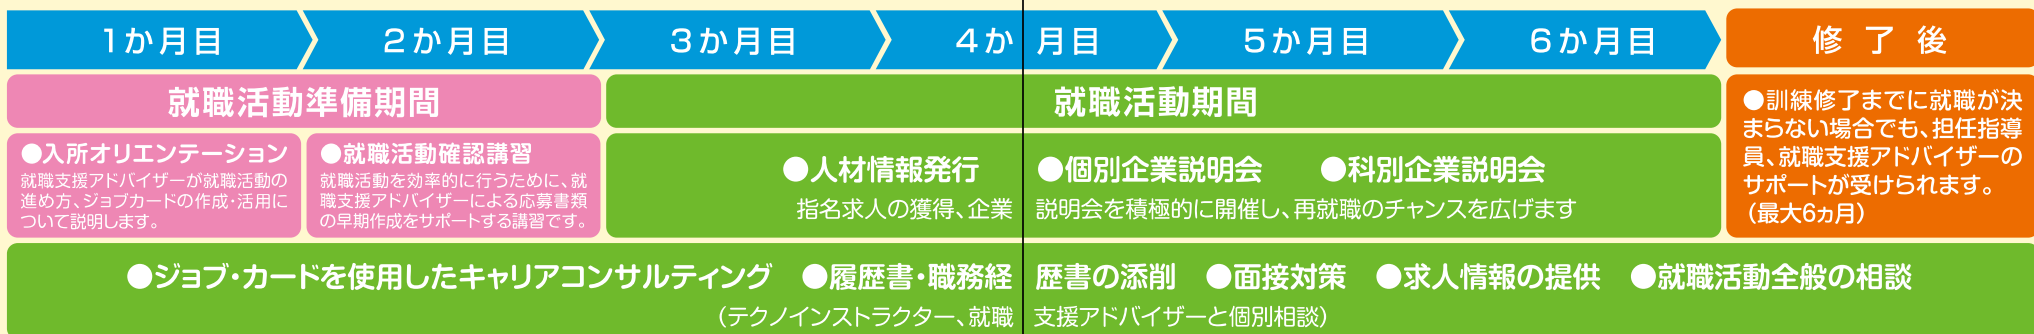 1か月目
2か月目
3か月目
4か月目
5か月目
6か月目
修了後
就職活動準備期間
就職活動期間
●入所オリエンテーション
就職支援アドバイザーが就職活動の
進め方、ジョブカードの作成・活用に
ついて説明します。
●就職活動確認講習
就職活動を効率的に行うために、就
職支援アドバイザーによる応募書類
の早期作成をサポートする講習です。
●人材情報発行 ●個別企業説明会 ●科別企業説明会
指名求人の獲得、企業説明会を積極的に開催し、再就職のチャンスを広げます
●訓練修了までに就職が決
まらない場合でも、担任指導
員、就職支援アドバイザーの
サポートが受けられます。
（最大6ヵ月）
●ジョブ・カードを使用したキャリアコンサルティング ●履歴書・職務経歴書の添削 ●面接対策 ●求人情報の提供 ●就職活動全般の相談
（テクノインストラクター、就職支援アドバイザーと個別相談）